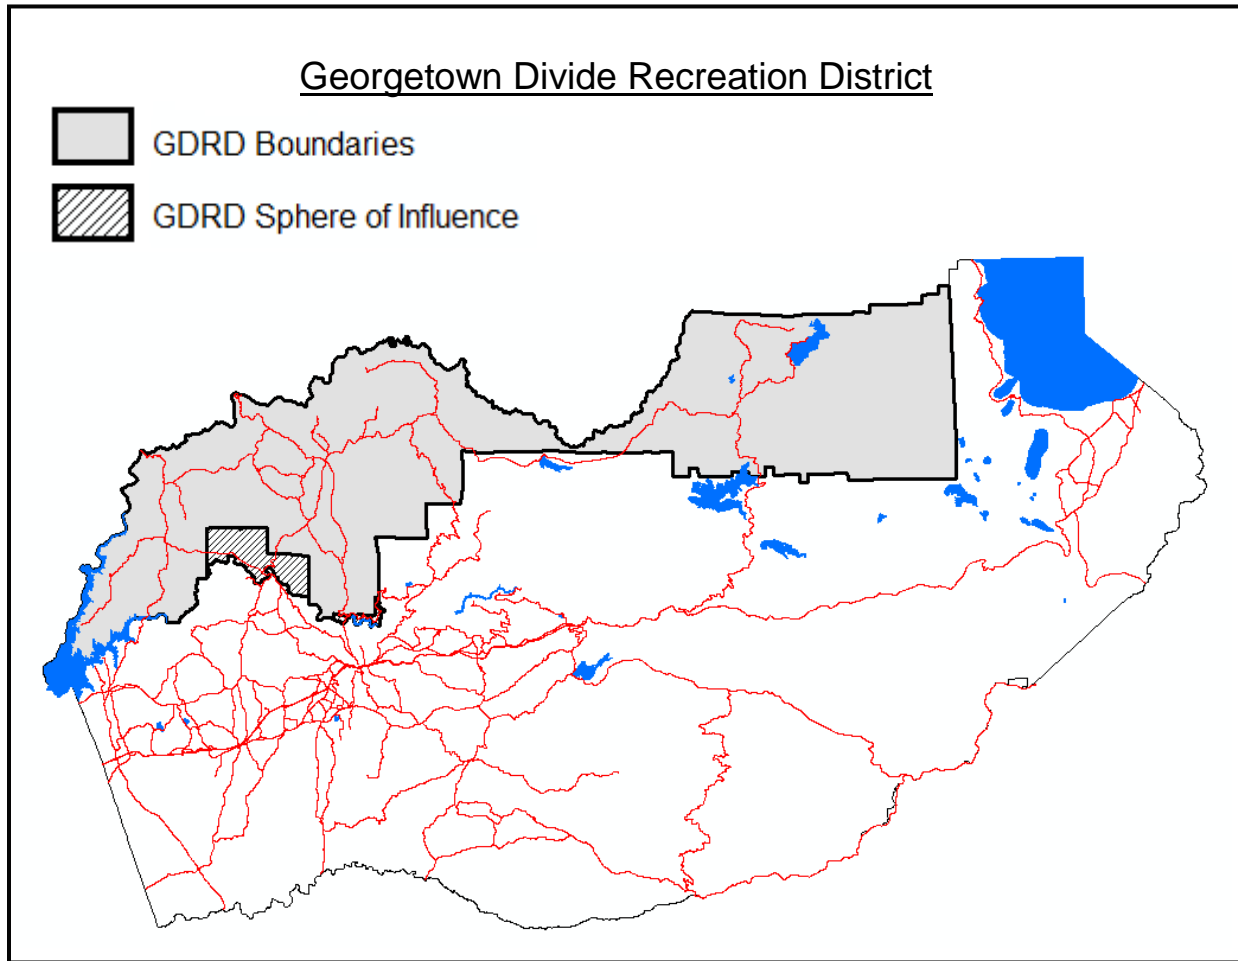 Georgetown Divide Recreation District
GDRD Boundaries
GDRD Sphere of Influence